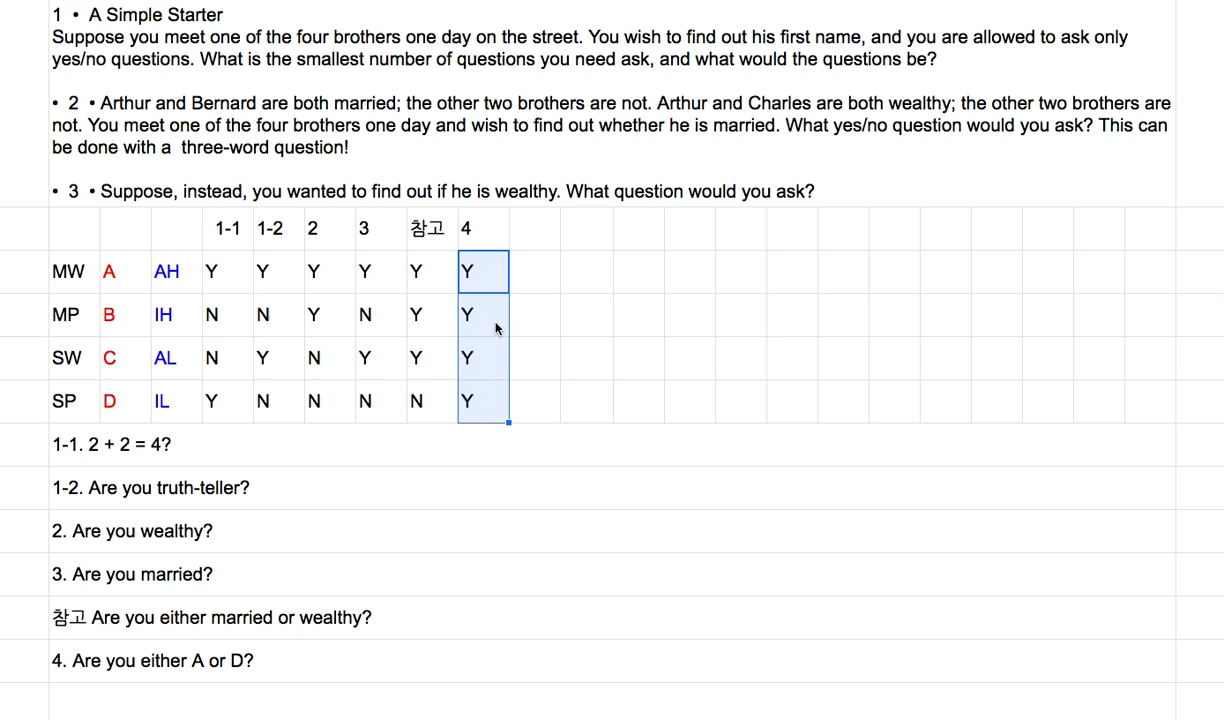 1 • A Simple Starter
Suppose you meet one of the four brothers one day on the street. You wish to find out his first name, and you are allowed to ask only
yes/no questions. What is the smallest number of questions you need ask, and what would the questions be?
• 2 • Arthur and Bernard are both married; the other two brothers are not. Arthur and Charles are both wealthy; the other two brothers are
not. You meet one of the four brothers one day and wish to find out whether he is married. What yes/no question would you ask? This can
be done with a three-word question!
• 3 • Suppose, instead, you wanted to find out if he is wealthy. What question would you ask?
1-1 1-2 2 3 참고 4
MW A AH Y Y Y Y Y Y
MP B IH N N Y N Y Y
SW C AL N Y N Y Y Y
SP D IL Y N N N N Y
1-1. 2 + 2 = 4?
1-2. Are you truth-teller?
2. Are you wealthy?
3. Are you married?
참고 Are you either married or wealthy?
4. Are you either A or D?